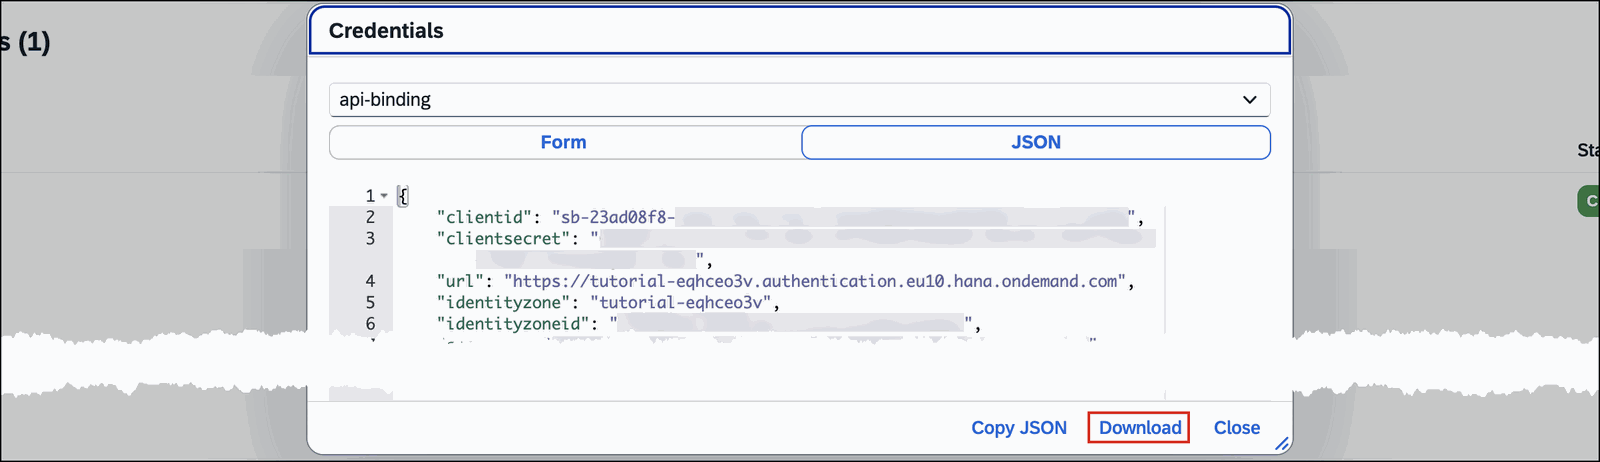 s (1)
Credentials
api-binding
Form
JSON
Sta
1 {
2 "clientid": "sb-23ad08f8-",
3 "clientsecret": "
",
4 "url": "https://tutorial-eqhceo3v.authentication.eu10.hana.ondemand.com",
5 "identityzone": "tutorial-eqhceo3v",
6 "identityzoneid": "",
C
Copy JSON
Download
Close